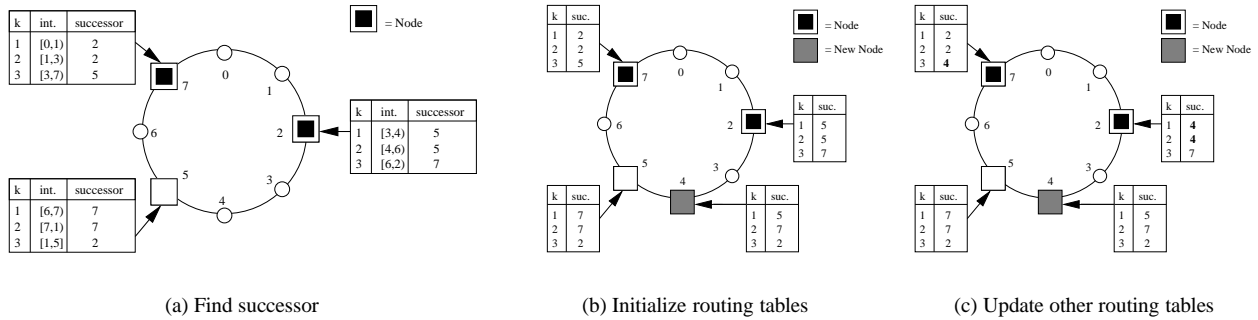 k int. successor
1 [0,1) 2
2 [1,3) 2
3 [3,7) 5
= Node
0
1
2
3
4
5
6
7
k int. successor
1 [3,4) 5
2 [4,6) 5
3 [6,2) 7
k int. successor
1 [6,7) 7
2 [7,1) 7
3 [1,5] 2
(a) Find successor
k suc.
1 2
2 2
3 5
= Node
= New Node
0
1
2
3
4
5
6
7
k suc.
1 5
2 5
3 7
k suc.
1 7
2 7
3 2
k suc.
1 5
2 7
3 2
(b) Initialize routing tables
k suc.
1 2
2 2
3 4
= Node
= New Node
0
1
2
3
4
5
6
7
k suc.
1 4
2 4
3 7
k suc.
1 7
2 7
3 2
k suc.
1 5
2 7
3 2
(c) Update other routing tables